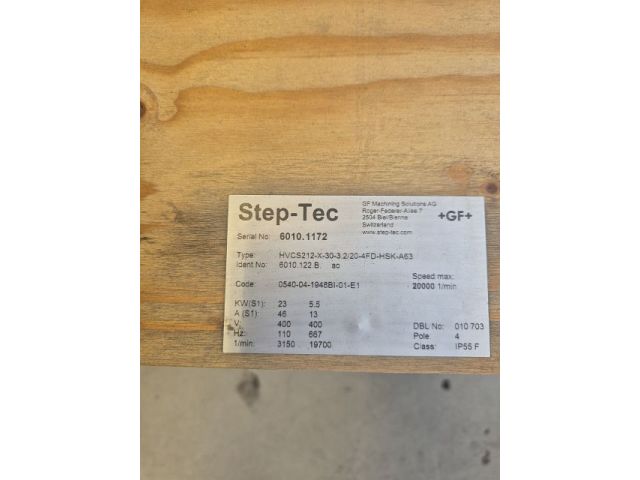 Step-Tec
GF Machining Solutions AG
Roger-Federer-Allee 7
2504 Biel/Bienne
Switzerland
www.step-tec.com
+GF+
Serial No: 6010.1172
Type: HVCS212-X-30-3.2/20-4FD-HSK-A63
Ident No: 6010.122.B. ao
Speed max:
Code: 0540-04-1948BI-01-E1 20000 1/min
KW(S1): 23 5.5
A (S1): 46 13
V: 400 400 DBL No: 010 703
Hz: 110 667 Pole: 4
1/min: 3150 19700 Class: IP55 F